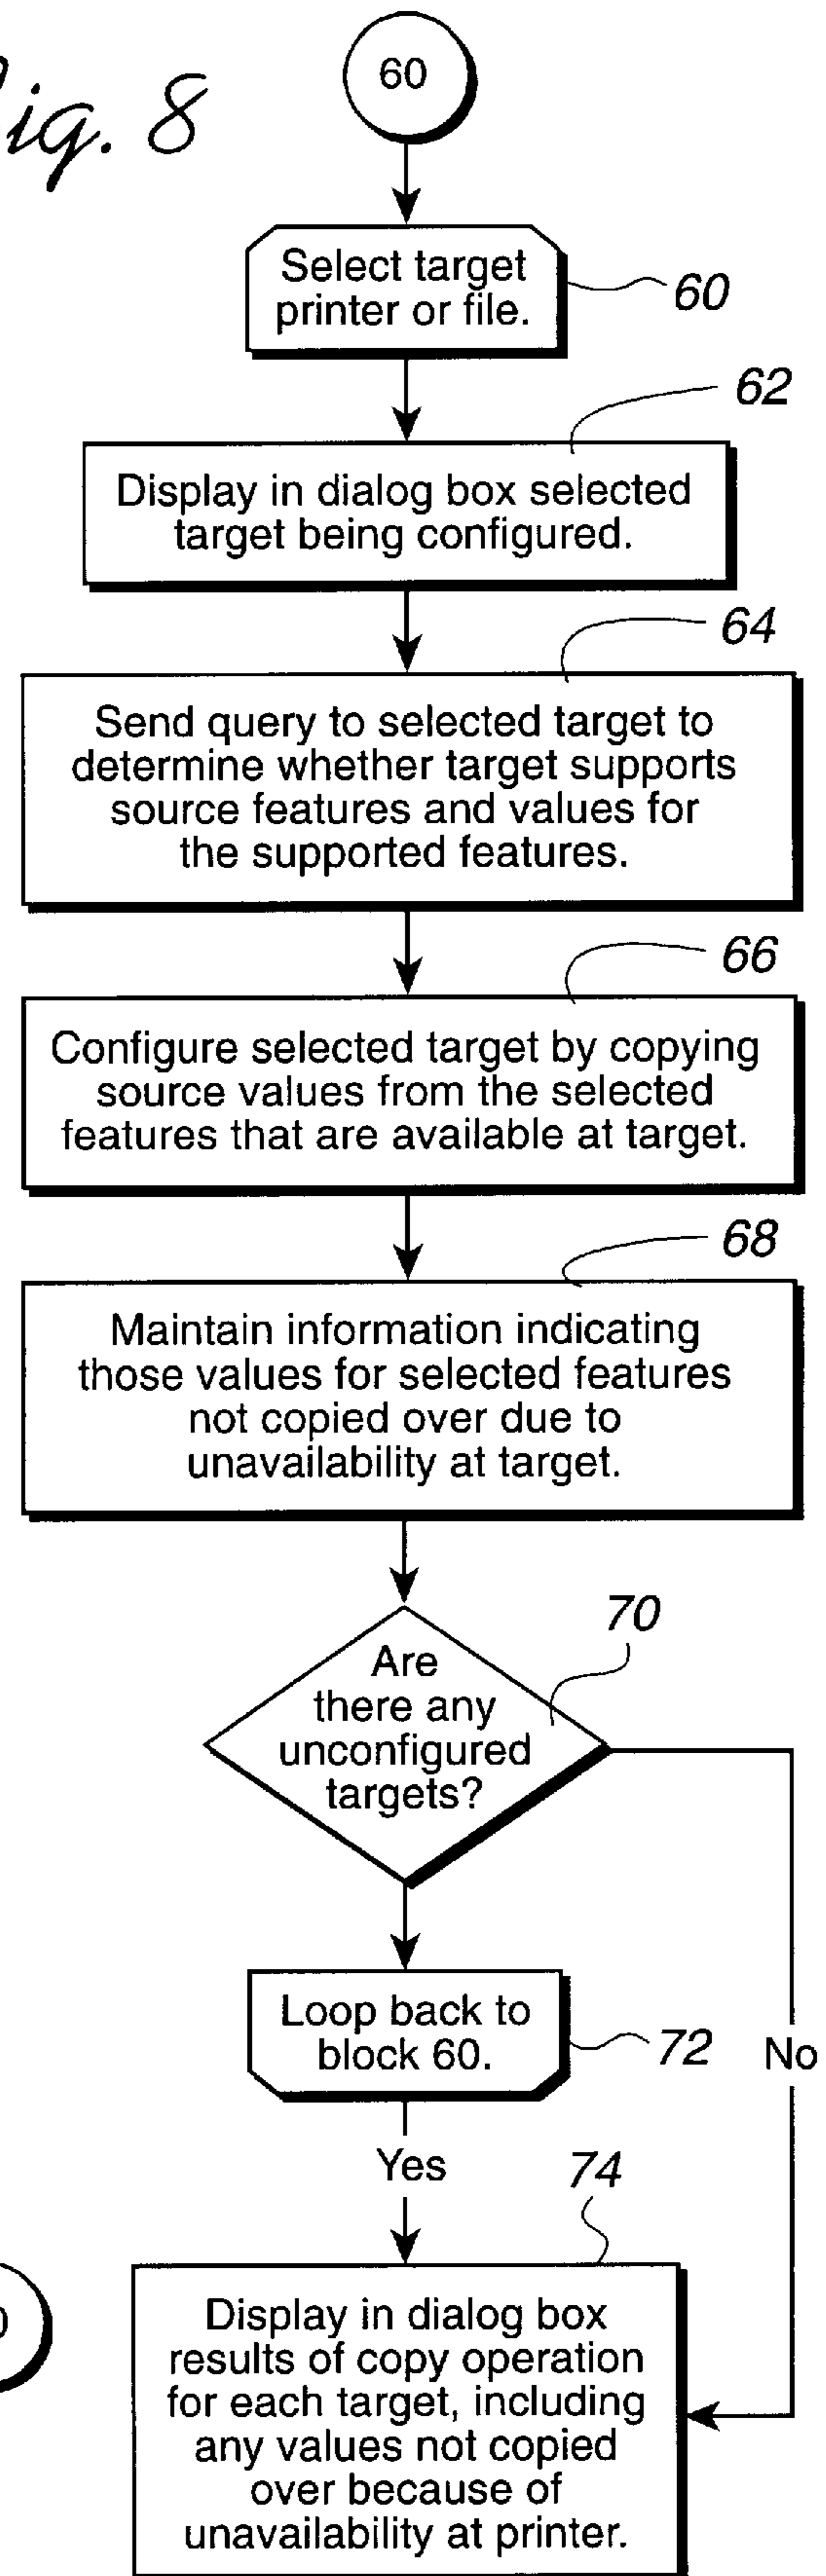 Fig. 8
60
Select target
printer or file.
60
62
Display in dialog box selected
target being configured.
64
Send query to selected target to
determine whether target supports
source features and values for
the supported features.
66
Configure selected target by copying
source values from the selected
features that are available at target.
68
Maintain information indicating
those values for selected features
not copied over due to
unavailability at target.
70
Are
there any
unconfigured
targets?
Loop back to
block 60.
72
No
Yes
74
Display in dialog box
results of copy operation
for each target, including
any values not copied
over because of
unavailability at printer.